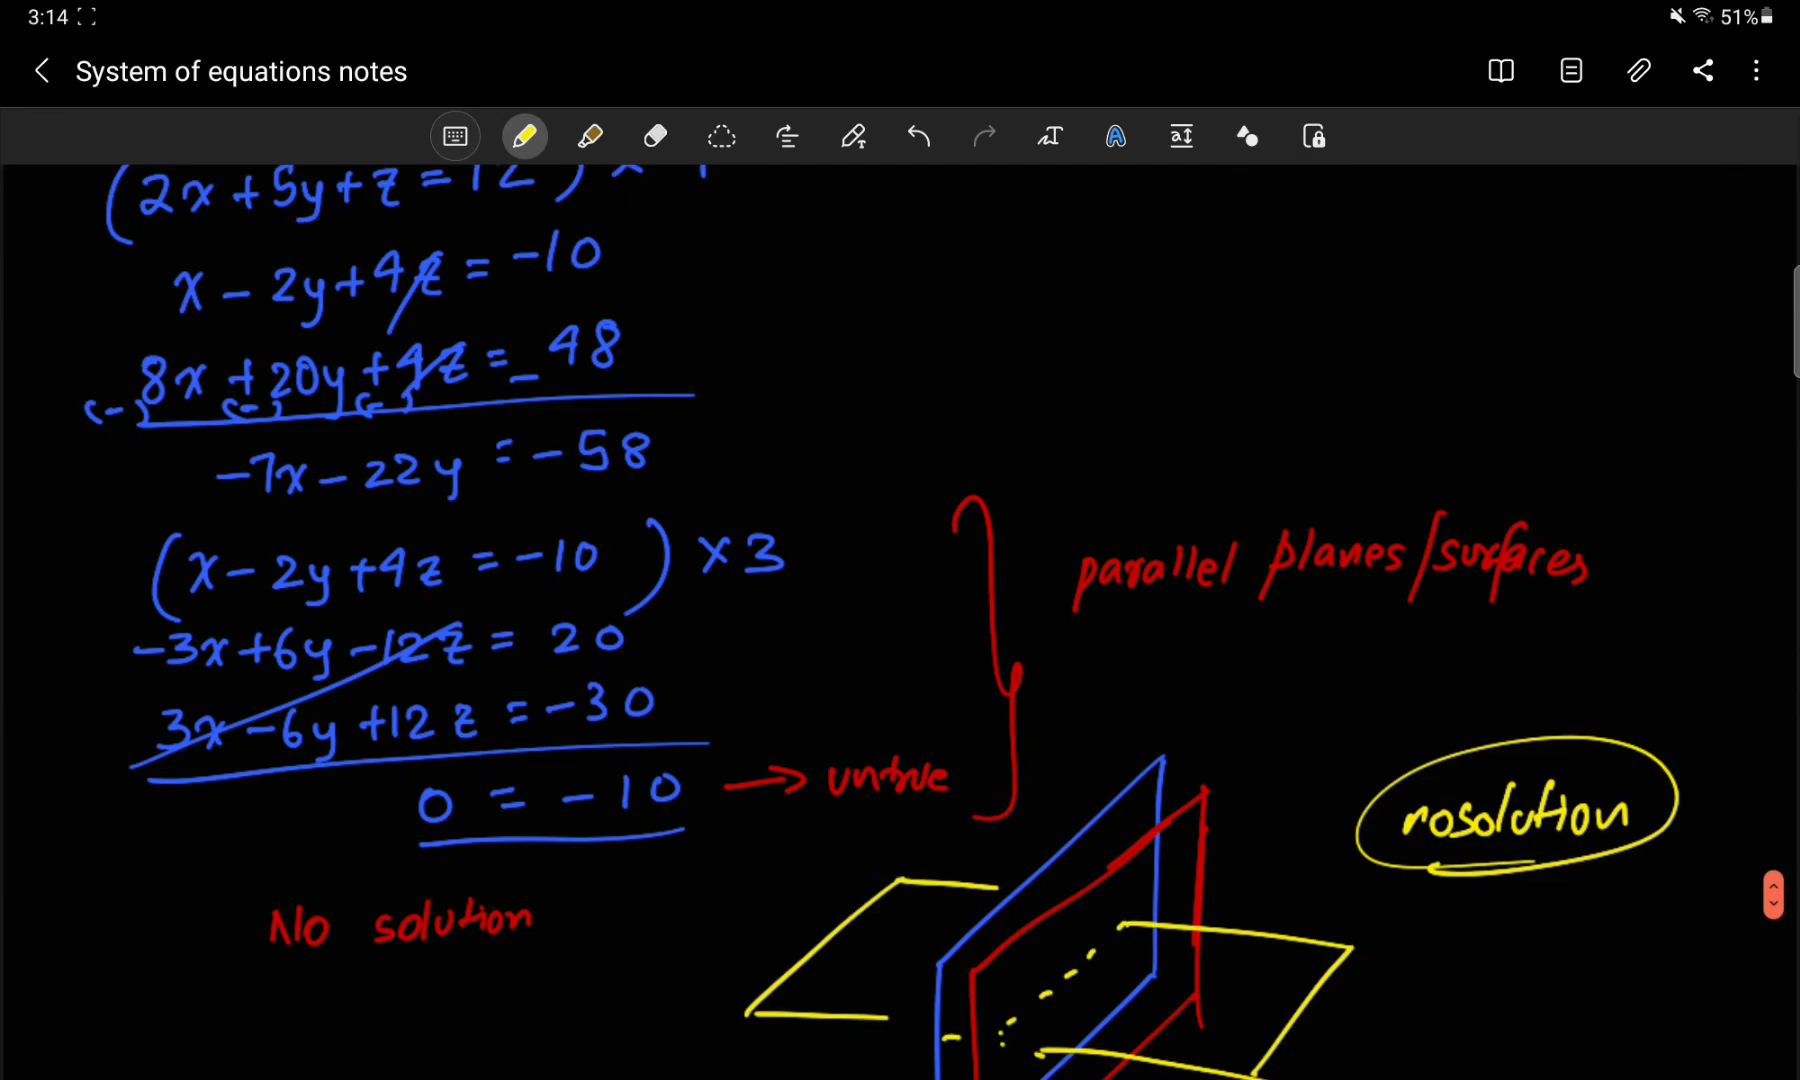 3:14
51%
System of equations notes
(2x + 5y + z = 12)
x - 2y + 4z = -10
8x + 20y + 4z = _ 48
(-) (-) (-)
-7x - 22y = -58
(x - 2y + 4z = -10) × 3
parallel planes/surfaces
-3x + 6y - 12z = 20
3x - 6y + 12z = -30
0 = -10 → untrue
nosolution
No solution